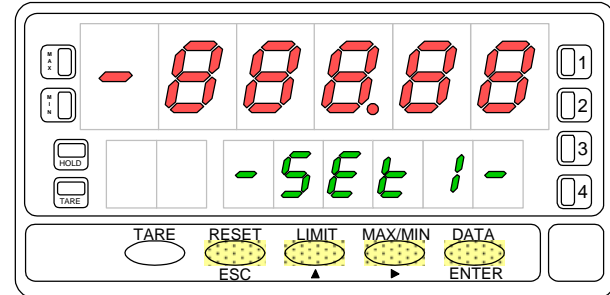 MAX
-888.88
1
MIN
2
HOLD
3
-SEt1-
TARE
4
TARE RESET LIMIT MAX/MIN DATA
ESC ▲ ► ENTER